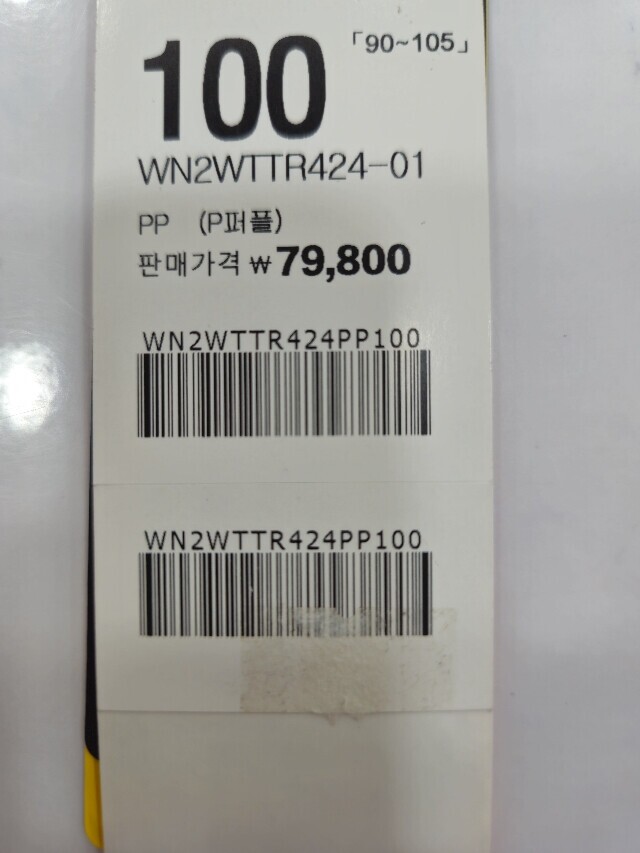 100 「90~105」
WN2WTTR424-01
PP (P퍼플)
판매가격 ₩79,800
WN2WTTR424PP100
WN2WTTR424PP100